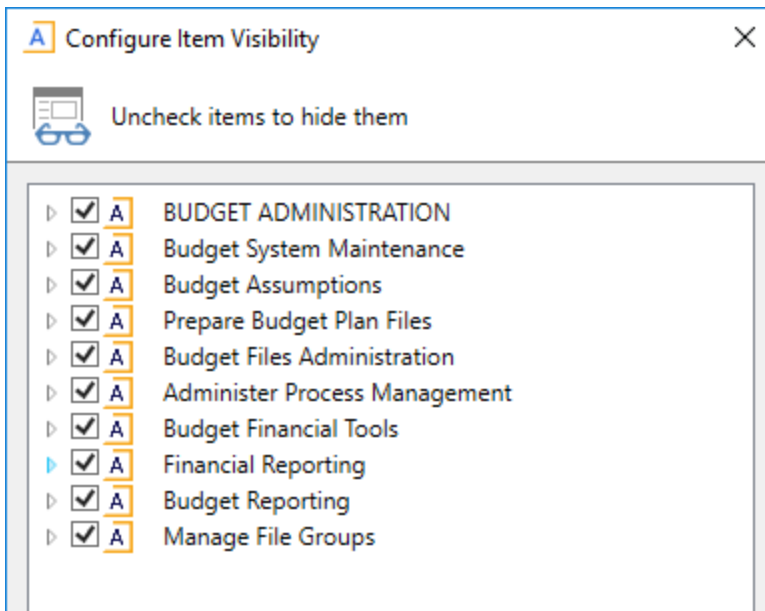 A Configure Item Visibility
Uncheck items to hide them
A BUDGET ADMINISTRATION
A Budget System Maintenance
A Budget Assumptions
A Prepare Budget Plan Files
A Budget Files Administration
A Administer Process Management
A Budget Financial Tools
A Financial Reporting
A Budget Reporting
A Manage File Groups